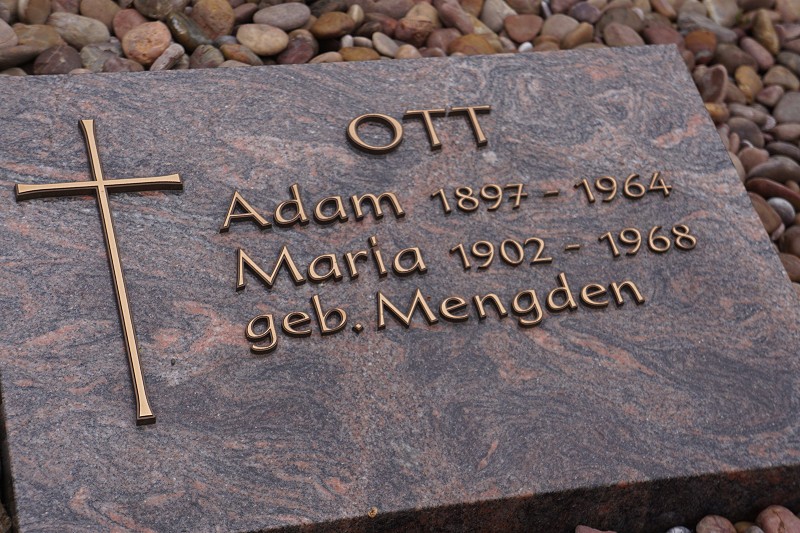 OTT
Adam 1897 - 1964
Maria 1902 - 1968
geb. Mengden